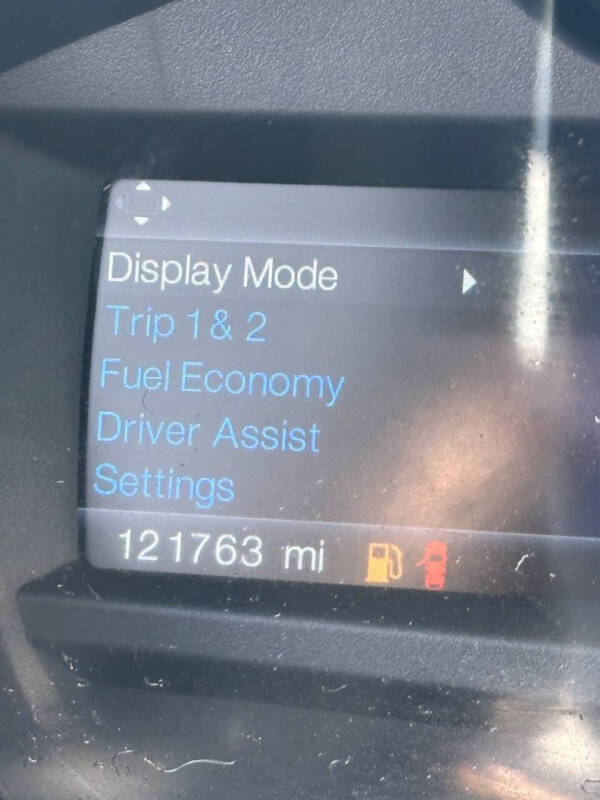 Display Mode
Trip 1 & 2
Fuel Economy
Driver Assist
Settings
121763 mi